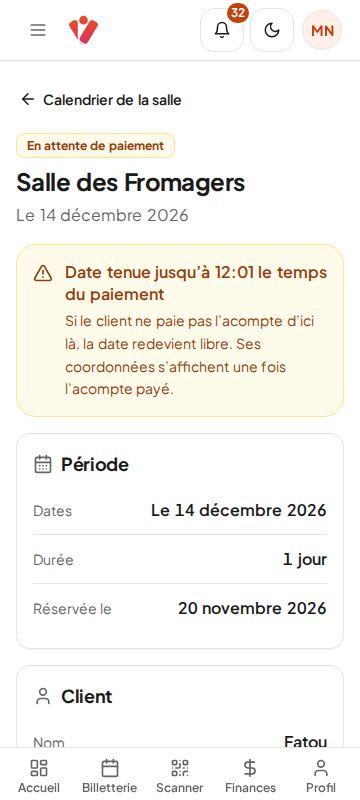 32
MN
Calendrier de la salle
En attente de paiement
Salle des Fromagers
Le 14 décembre 2026
Date tenue jusqu’à 12:01 le temps
du paiement
Si le client ne paie pas l’acompte d’ici
là, la date redevient libre. Ses
coordonnées s’affichent une fois
l’acompte payé.
Période
Dates Le 14 décembre 2026
Durée 1 jour
Réservée le 20 novembre 2026
Client
Nom Fatou
Accueil Billetterie Scanner Finances Profil